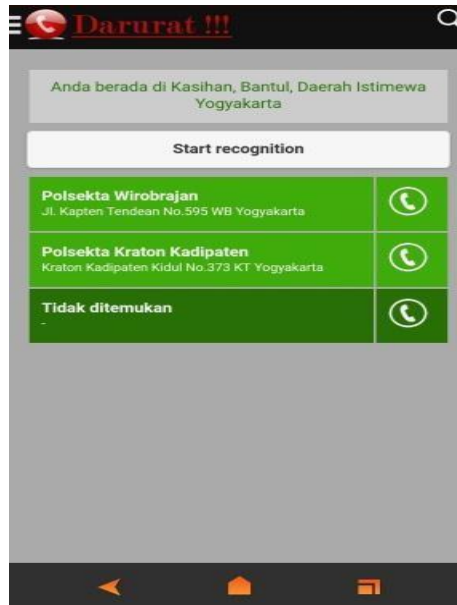 Darurat !!!
Anda berada di Kasihan, Bantul, Daerah Istimewa
Yogyakarta
Start recognition
Polsekta Wirobrajan
Jl. Kapten Tendean No.595 WB Yogyakarta
Polsekta Kraton Kadipaten
Kraton Kadipaten Kidul No.373 KT Yogyakarta
Tidak ditemukan
-